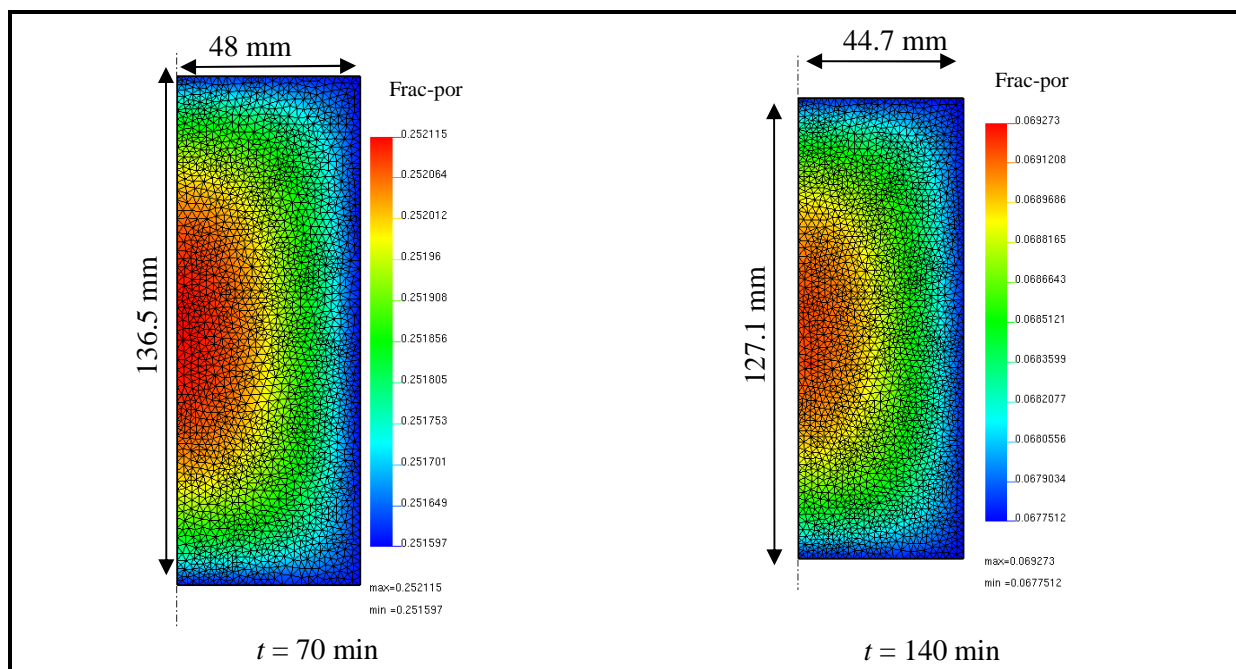 48 mm
136.5 mm
Frac-por
0.252115
0.252064
0.252012
0.25196
0.251908
0.251856
0.251805
0.251753
0.251701
0.251649
0.251597
max=0.252115
min =0.251597
t = 70 min
44.7 mm
127.1 mm
Frac-por
0.069273
0.0691208
0.0689686
0.0688165
0.0686643
0.0685121
0.0683599
0.0682077
0.0680556
0.0679034
0.0677512
max=0.069273
min =0.0677512
t = 140 min